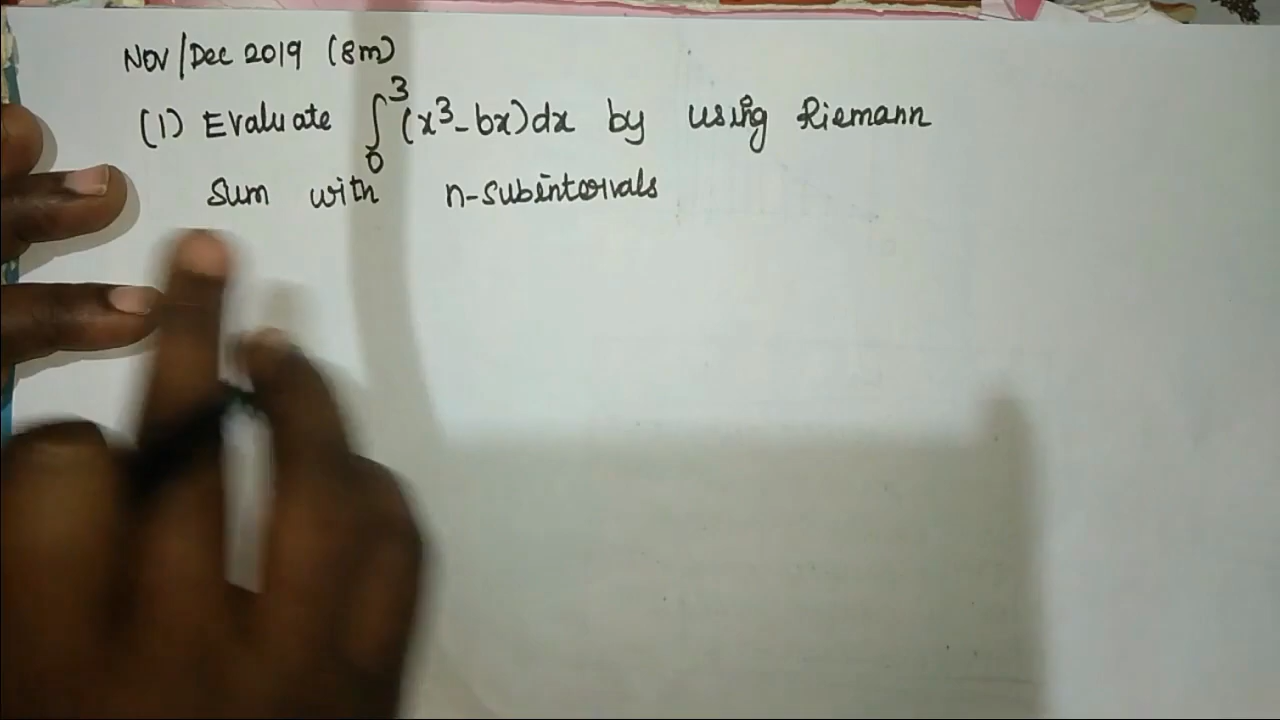 Nov/Dec 2019 (8m)
(1) Evaluate ∫₀³ (x³-6x)dx by using Riemann
Sum with n-subintervals